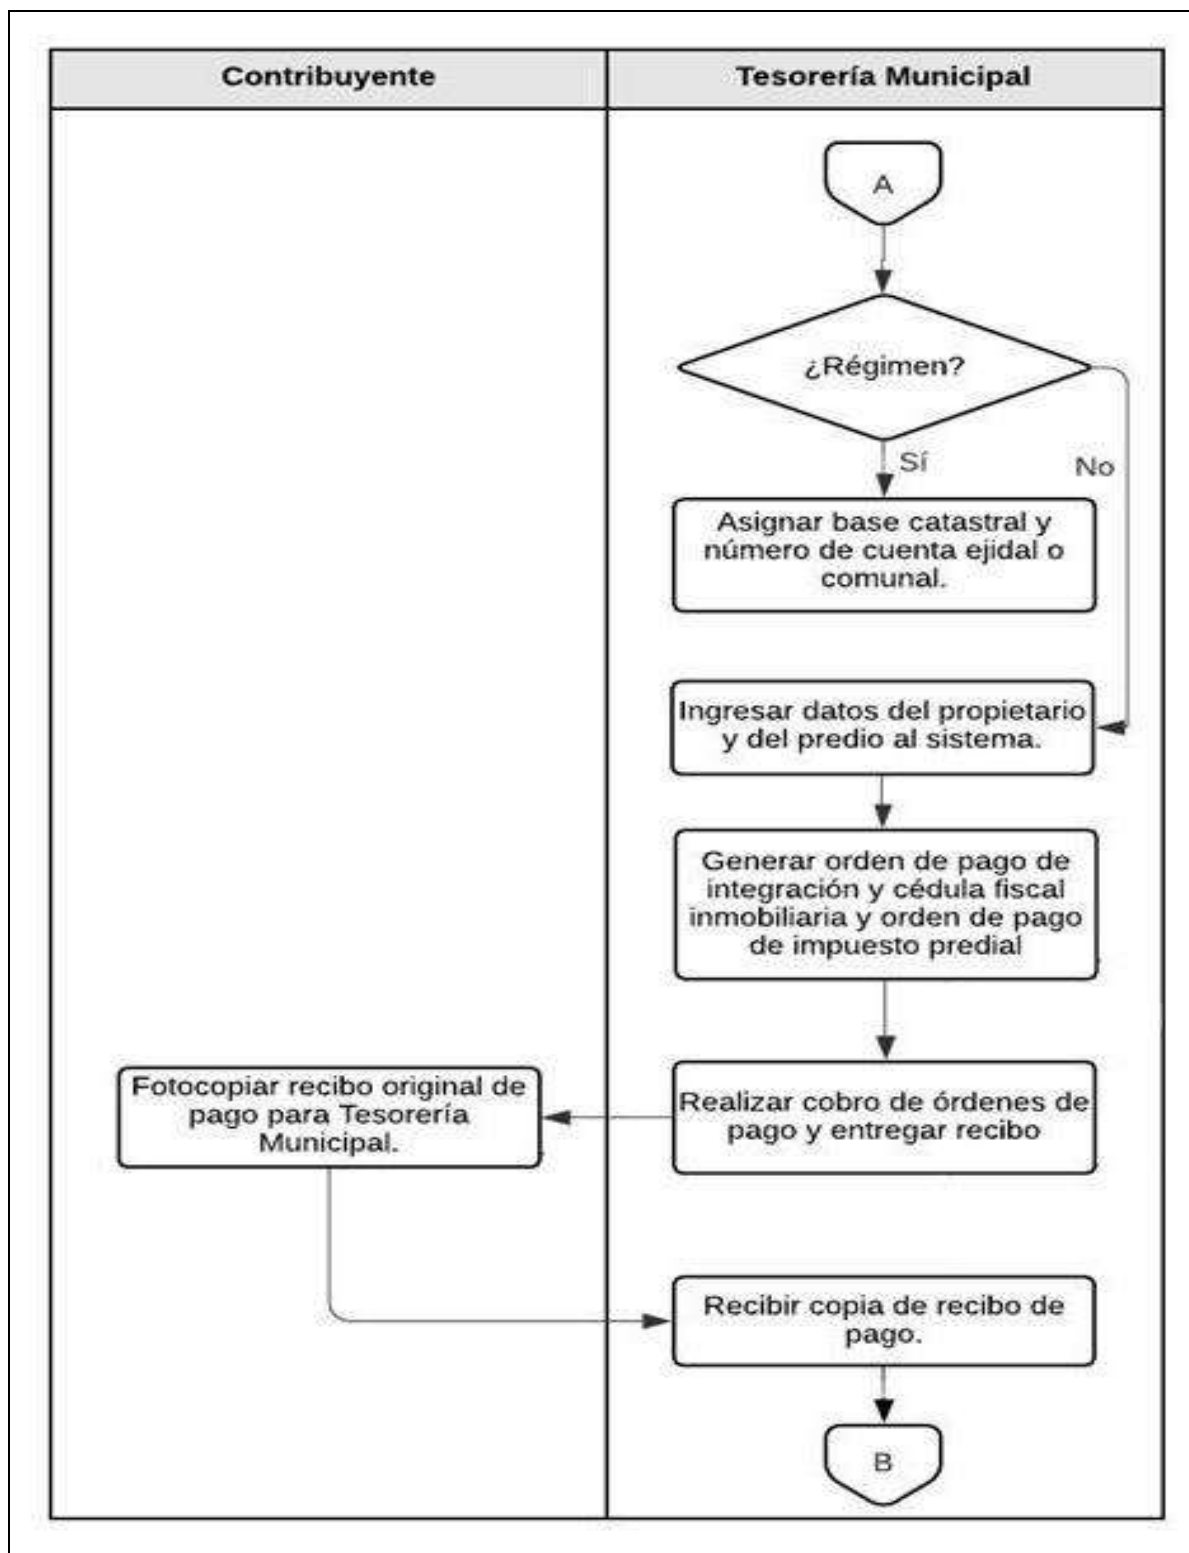 Contribuyente
Tesorería Municipal
A
¿Régimen?
Sí
No
Asignar base catastral y
número de cuenta ejidal o
comunal.
Ingresar datos del propietario
y del predio al sistema.
Generar orden de pago de
integración y cédula fiscal
inmobiliaria y orden de pago
de impuesto predial
Fotocopiar recibo original de
pago para Tesorería
Municipal.
Realizar cobro de órdenes de
pago y entregar recibo
Recibir copia de recibo de
pago.
B